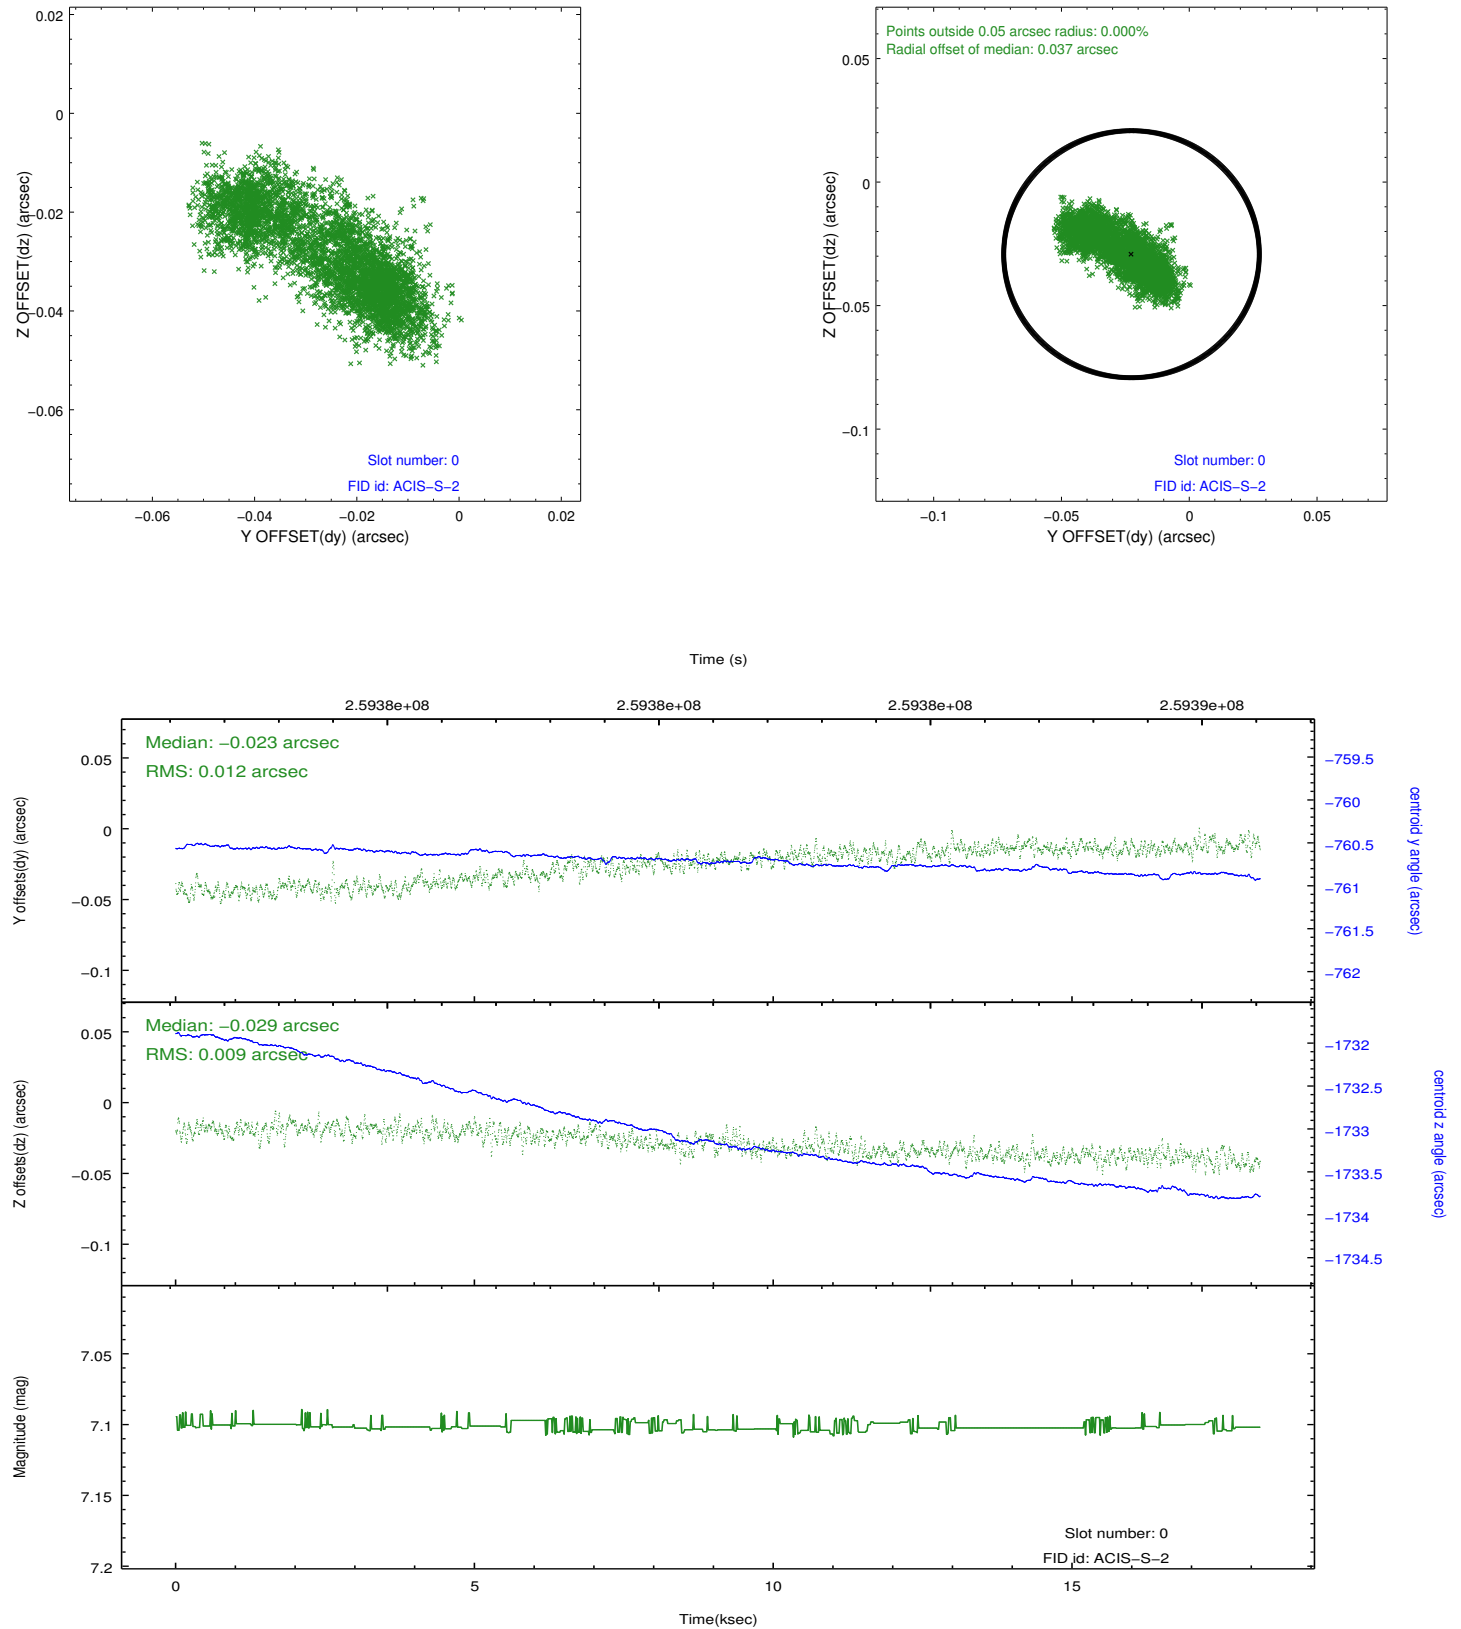 0.02
0
−0.02
−0.04
−0.06
Z OFFSET(dz) (arcsec)
Slot number: 0
FID id: ACIS−S−2
−0.06 −0.04 −0.02 0 0.02
Y OFFSET(dy) (arcsec)
Points outside 0.05 arcsec radius: 0.000%
Radial offset of median: 0.037 arcsec
0.05
0
−0.05
−0.1
Z OFFSET(dz) (arcsec)
Slot number: 0
FID id: ACIS−S−2
−0.1 −0.05 0 0.05
Y OFFSET(dy) (arcsec)
Time (s)
2.5938e+08 2.5938e+08 2.5938e+08 2.5939e+08
Median: −0.023 arcsec
RMS: 0.012 arcsec
0.05
0
−0.05
−0.1
Y offsets(dy) (arcsec)
−759.5
−760
−760.5
−761
−761.5
−762
centroid y angle (arcsec)
Median: −0.029 arcsec
RMS: 0.009 arcsec
0.05
0
−0.05
−0.1
Z offsets(dz) (arcsec)
−1732
−1732.5
−1733
−1733.5
−1734
−1734.5
centroid z angle (arcsec)
7.05
7.1
7.15
7.2
Magnitude (mag)
Slot number: 0
FID id: ACIS−S−2
0 5 10 15
Time(ksec)